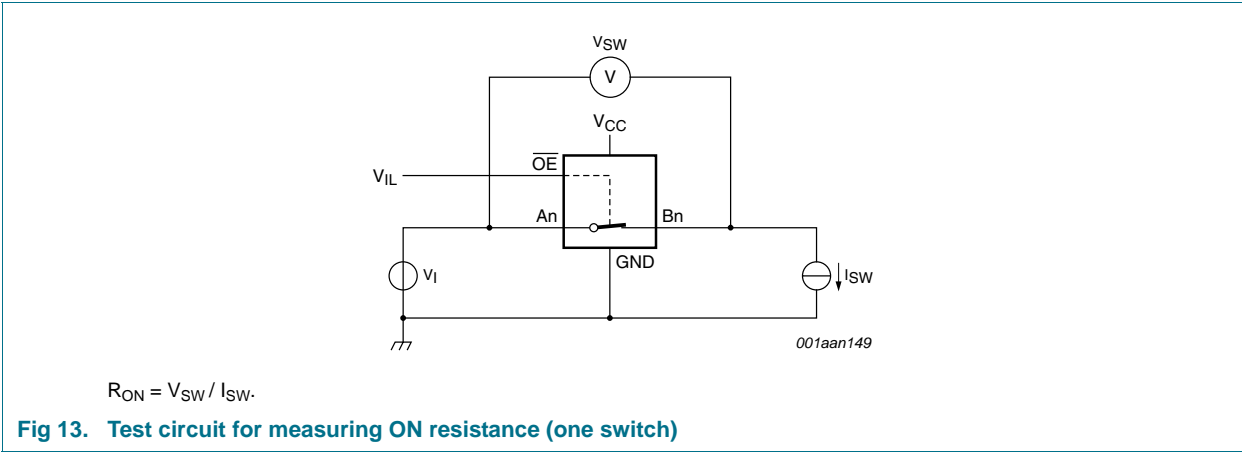 VSW
V
VCC
OE
VIL
An
Bn
GND
VI
ISW
001aan149
RON = VSW / ISW.
Fig 13. Test circuit for measuring ON resistance (one switch)